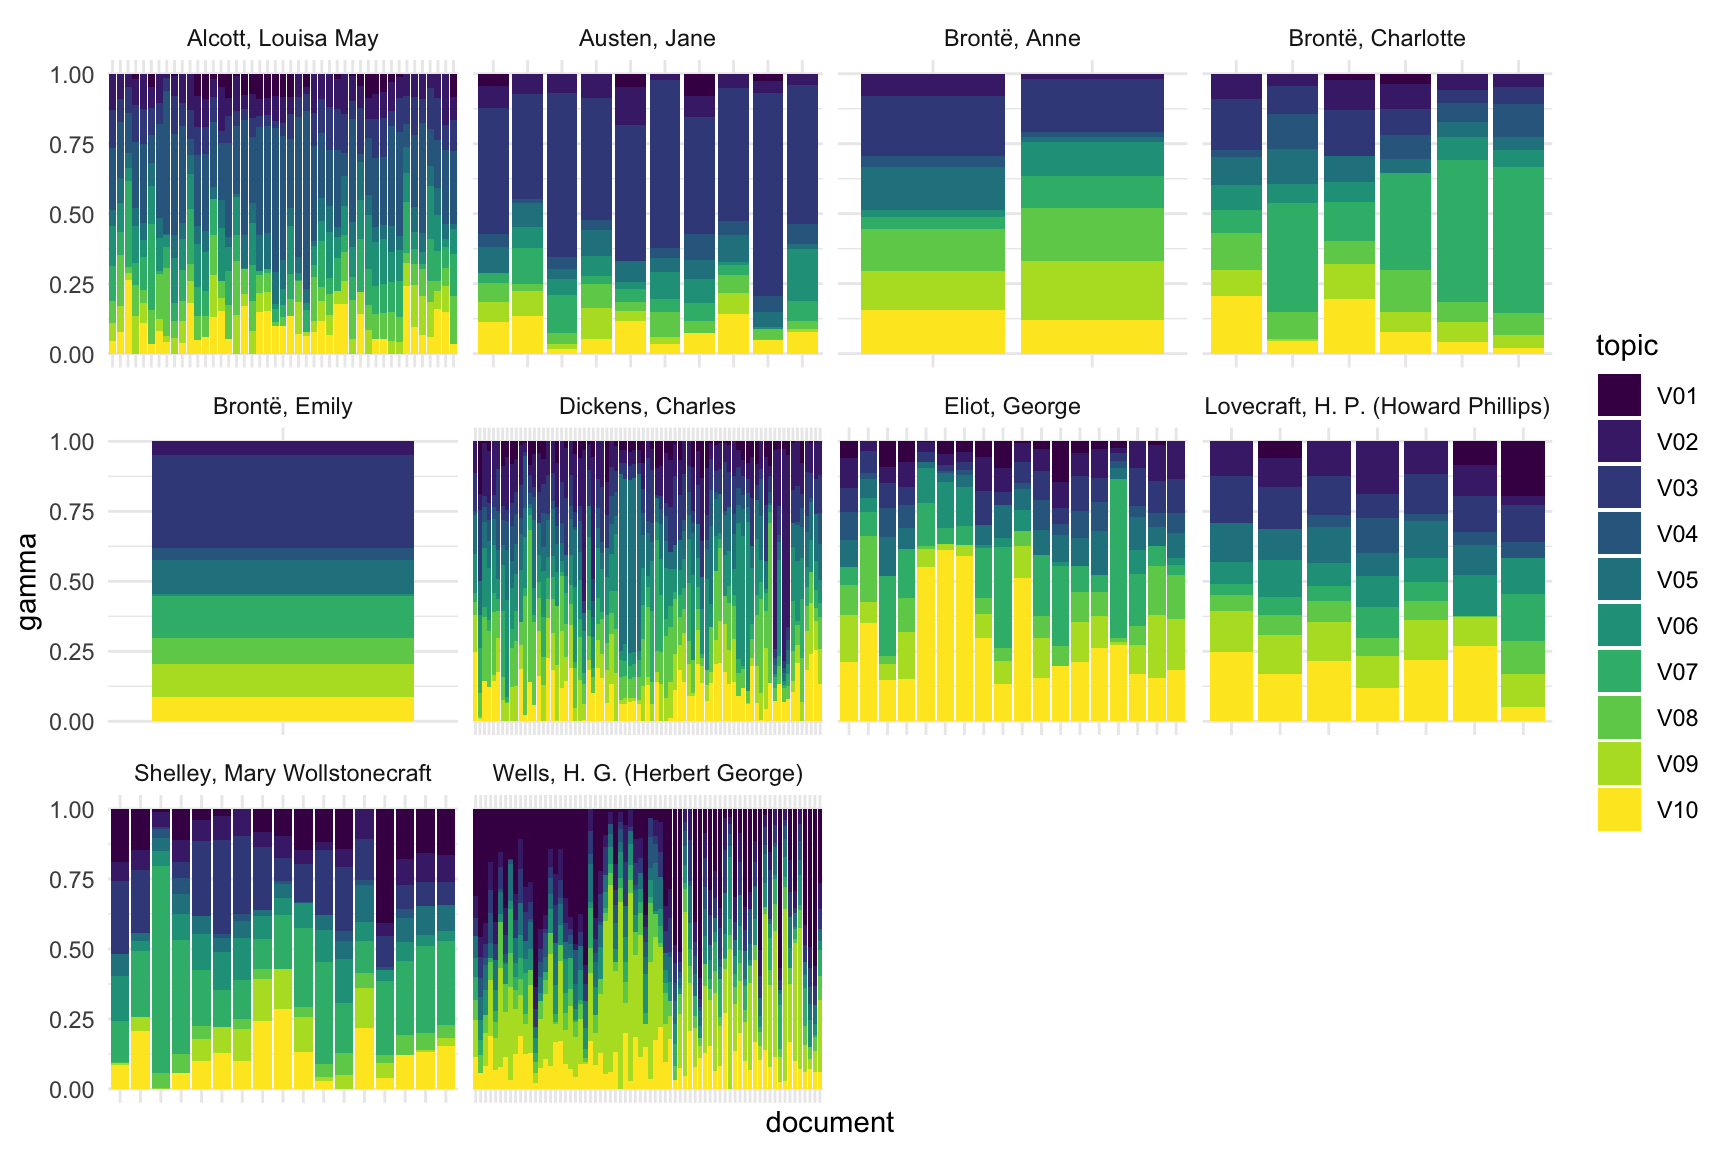 Alcott, Louisa May
Austen, Jane
Brontë, Anne
Brontë, Charlotte
1.00
0.75
0.50
0.25
0.00
Brontë, Emily
Dickens, Charles
Eliot, George
Lovecraft, H. P. (Howard Phillips)
1.00
0.75
0.50
0.25
0.00
Shelley, Mary Wollstonecraft
Wells, H. G. (Herbert George)
1.00
0.75
0.50
0.25
0.00
gamma
document
topic
V01
V02
V03
V04
V05
V06
V07
V08
V09
V10